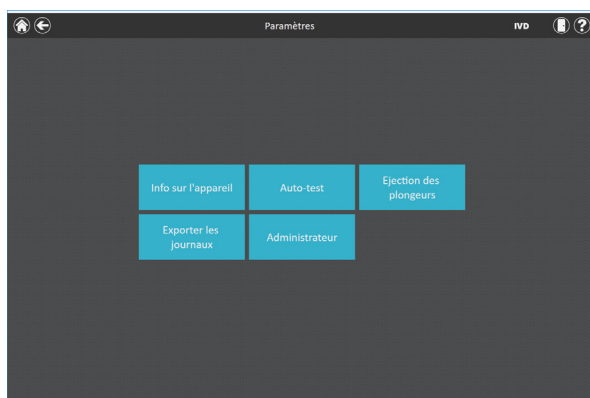 Paramètres
IVD
?
Info sur l'appareil
Auto-test
Ejection des
plongeurs
Exporter les
journaux
Administrateur